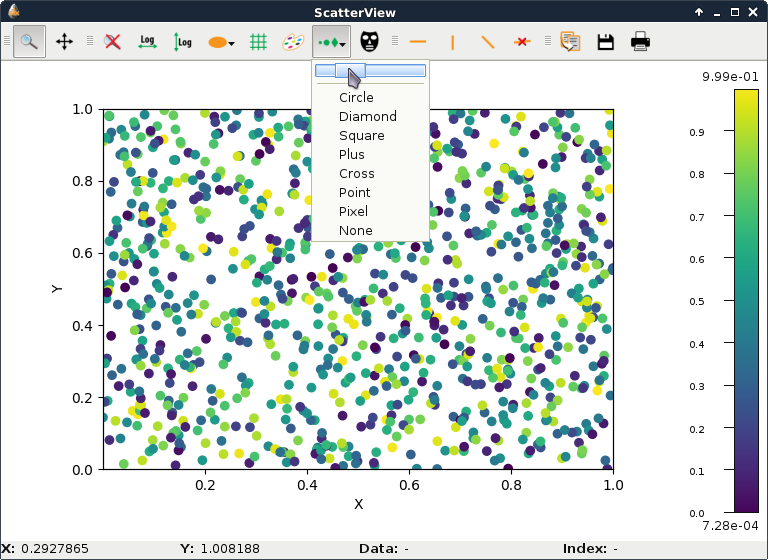 ScatterView
Log
Log
Circle
Diamond
Square
Plus
Cross
Point
Pixel
None
1.0
0.8
0.6
0.4
0.2
0.0
Y
0.2
0.4
0.6
0.8
1.0
X
9.99e-01
0.9
0.8
0.7
0.6
0.5
0.4
0.3
0.2
0.1
0.0
7.28e-04
X: 0.2927865 Y: 1.008188 Data: - Index: -